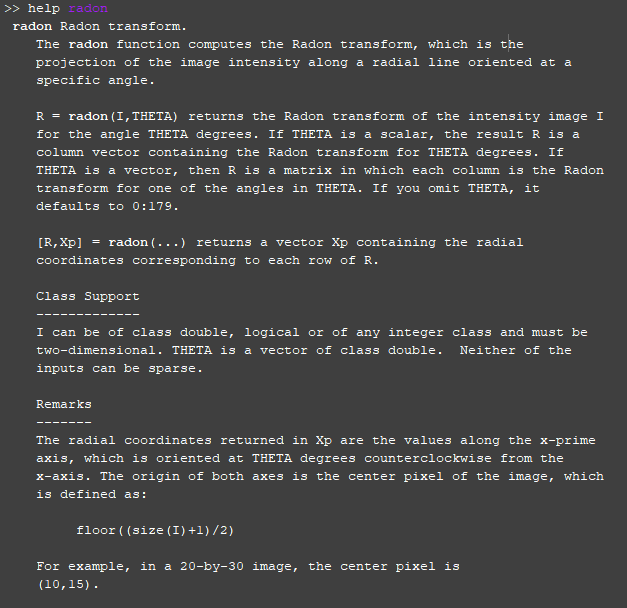 >> help radon
radon Radon transform.
The radon function computes the Radon transform, which is the
projection of the image intensity along a radial line oriented at a
specific angle.
R = radon(I,THETA) returns the Radon transform of the intensity image I
for the angle THETA degrees. If THETA is a scalar, the result R is a
column vector containing the Radon transform for THETA degrees. If
THETA is a vector, then R is a matrix in which each column is the Radon
transform for one of the angles in THETA. If you omit THETA, it
defaults to 0:179.
[R,Xp] = radon(...) returns a vector Xp containing the radial
coordinates corresponding to each row of R.
Class Support
-------------
I can be of class double, logical or of any integer class and must be
two-dimensional. THETA is a vector of class double.  Neither of the
inputs can be sparse.
Remarks
-------
The radial coordinates returned in Xp are the values along the x-prime
axis, which is oriented at THETA degrees counterclockwise from the
x-axis. The origin of both axes is the center pixel of the image, which
is defined as:
floor((size(I)+1)/2)
For example, in a 20-by-30 image, the center pixel is
(10,15).